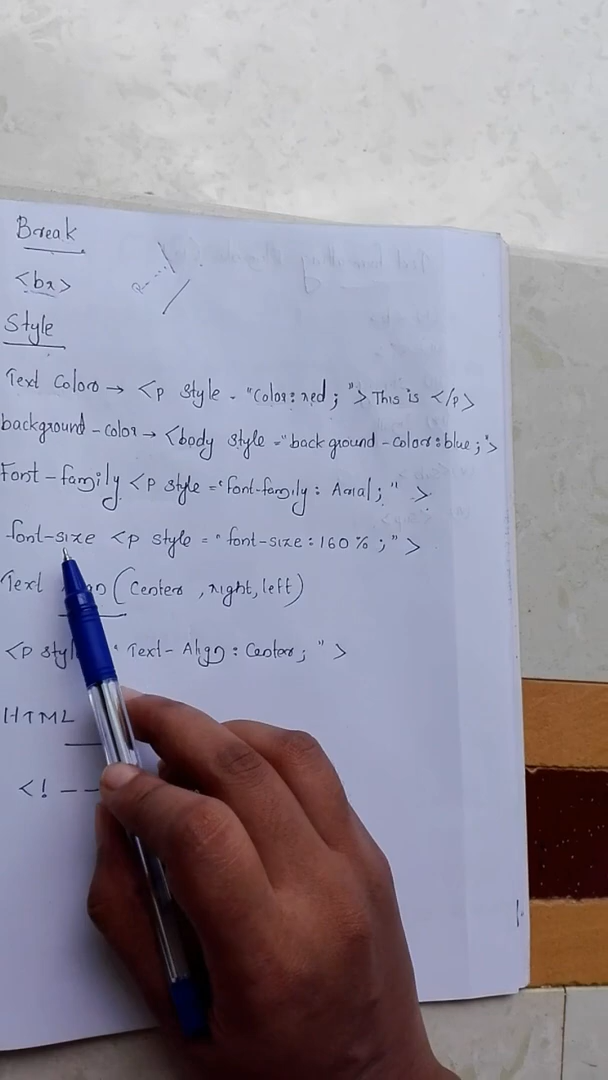 Break
<br>
Style
Text Color → <p style = "Color: red ; "> This is </p>
background-color → <body style = "background-color: blue ;">
Font-family <p style = "font-family : Arial ; " >
font-size <p style = " font-size : 160% ; " >
Text (Center , right, left)
<p " Text-Align : Center ; " >
HTML
<! --